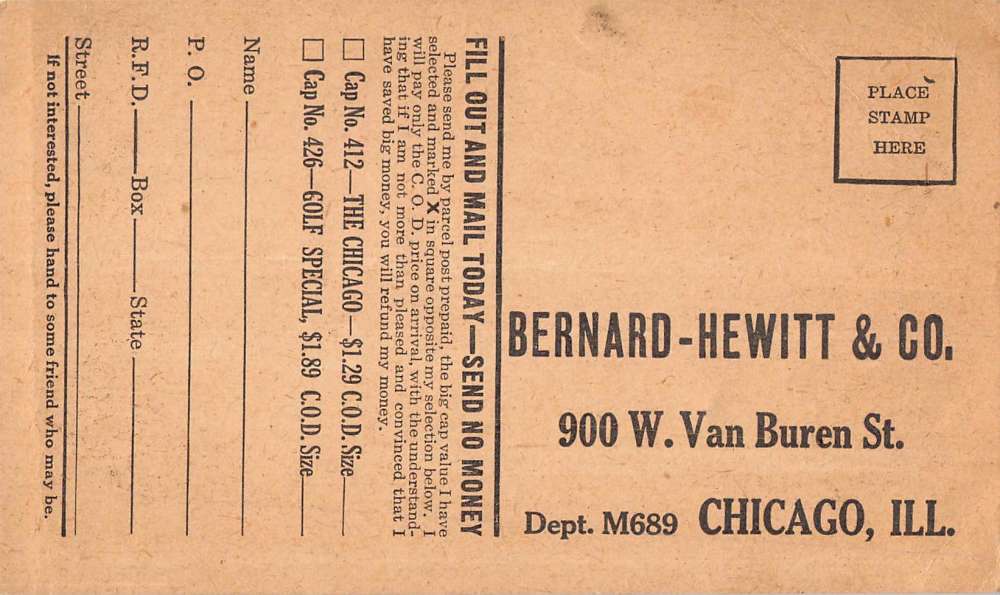 FILL OUT AND MAIL TODAY—SEND NO MONEY
Please send me by parcel post prepaid, the big cap value I have
selected and marked X in square opposite my selection below. I
will pay only the C. O. D. price on arrival, with the understand-
ing that if I am not more than pleased and convinced that I
have saved big money, you will refund my money.
☐ Cap No. 412—THE CHICAGO—$1.29 C.O.D. Size
☐ Cap No. 426—GOLF SPECIAL, $1.89 C.O.D. Size
Name
P. O.
R.F.D. Box State
Street
If not interested, please hand to some friend who may be.
PLACE
STAMP
HERE
BERNARD-HEWITT & CO.
900 W. Van Buren St.
Dept. M689 CHICAGO, ILL.